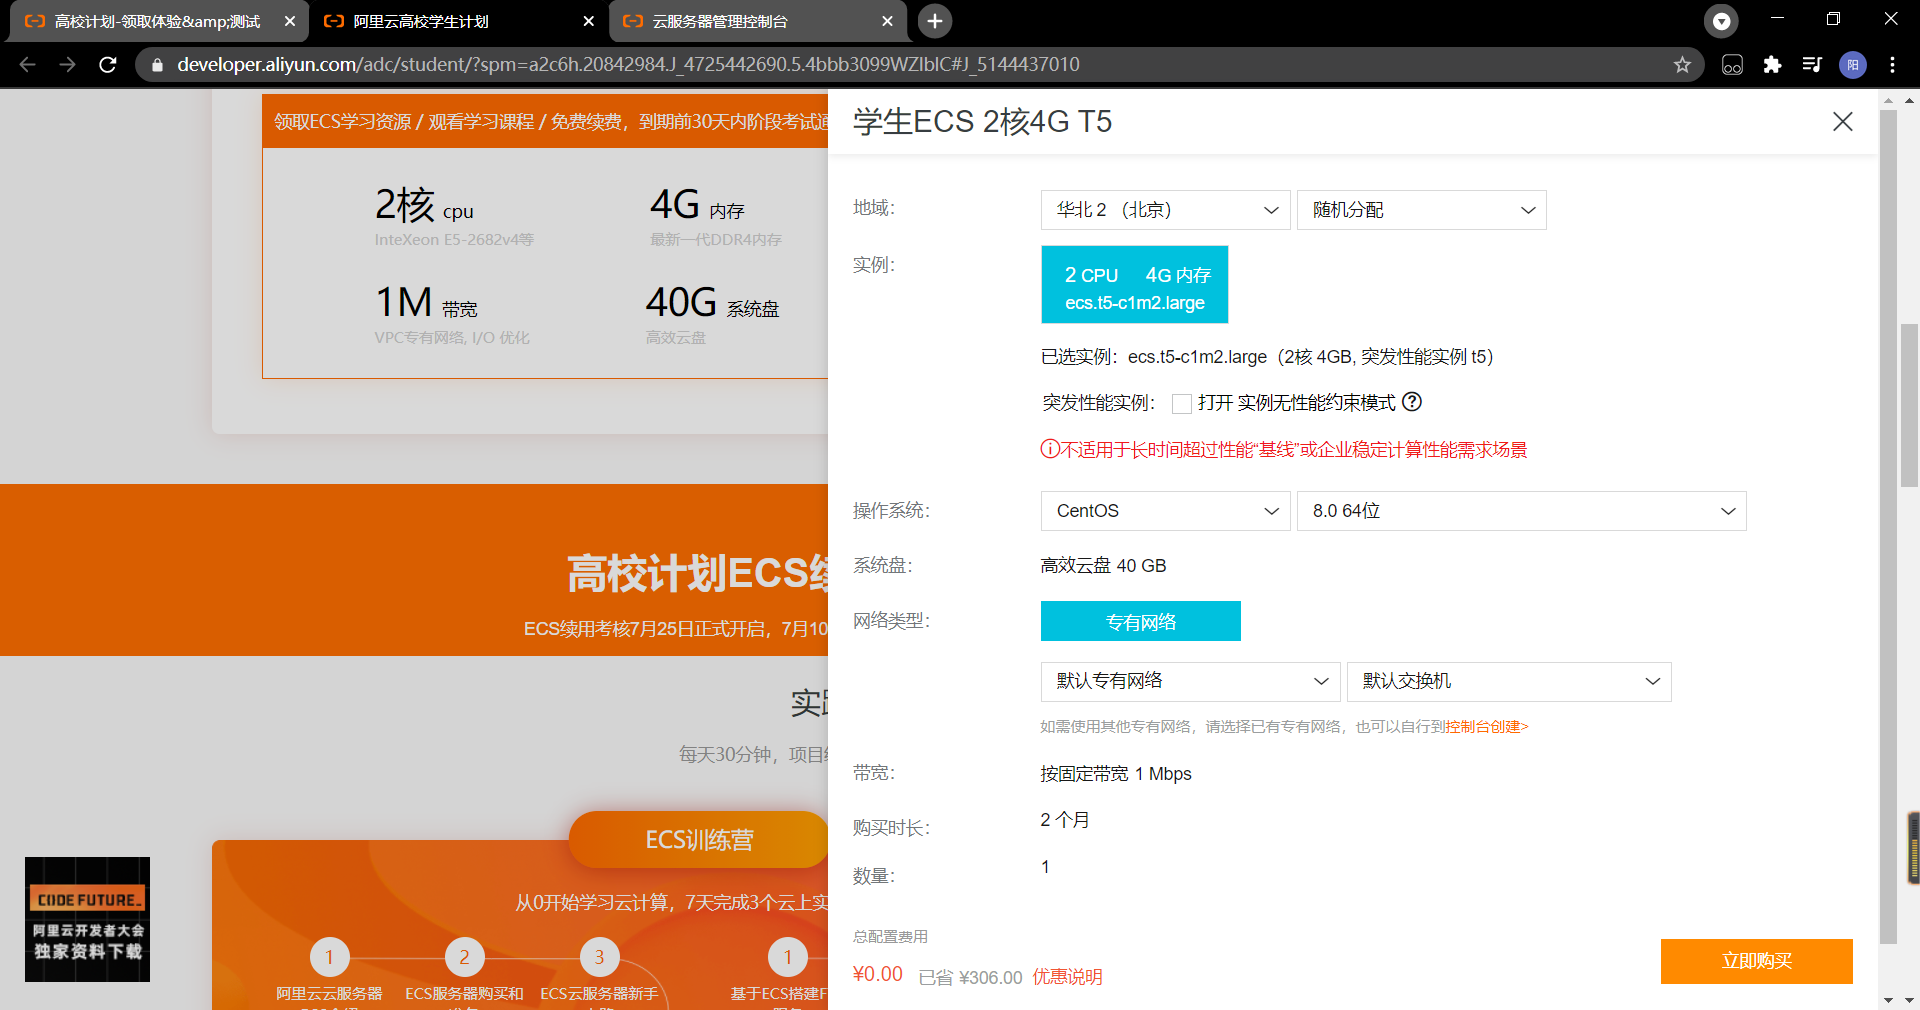 高校计划-领取体验&amp;测试
阿里云高校学生计划
云服务器管理控制台
developer.aliyun.com/adc/student/?spm=a2c6h.20842984.J_4725442690.5.4bbb3099WZlblC#J_5144437010
阳
领取ECS学习资源 / 观看学习课程 / 免费续费，到期前30天内阶段考试通
2核 cpu
4G 内存
InteXeon E5-2682v4等
最新一代DDR4内存
1M 带宽
40G 系统盘
VPC专有网络, I/O 优化
高效云盘
高校计划ECS
ECS续用考核7月25日正式开启，7月10
实
每天30分钟，项目
ECS训练营
从0开始学习云计算，7天完成3个云上实
1
2
3
1
阿里云云服务器
ECS服务器购买和
ECS云服务器新手
基于ECS搭建F
CODE FUTURE_
阿里云开发者大会
独家资料下载
学生ECS 2核4G T5
地域：
华北 2 （北京）
随机分配
实例：
2 CPU 4G 内存
ecs.t5-c1m2.large
已选实例：ecs.t5-c1m2.large（2核 4GB, 突发性能实例 t5）
突发性能实例： 打开 实例无性能约束模式 ?
不适用于长时间超过性能“基线”或企业稳定计算性能需求场景
操作系统：
CentOS
8.0 64位
系统盘：
高效云盘 40 GB
网络类型：
专有网络
默认专有网络
默认交换机
如需使用其他专有网络，请选择已有专有网络，也可以自行到控制台创建>
带宽：
按固定带宽 1 Mbps
购买时长：
2 个月
数量：
1
总配置费用
¥0.00 已省 ¥306.00 优惠说明
立即购买